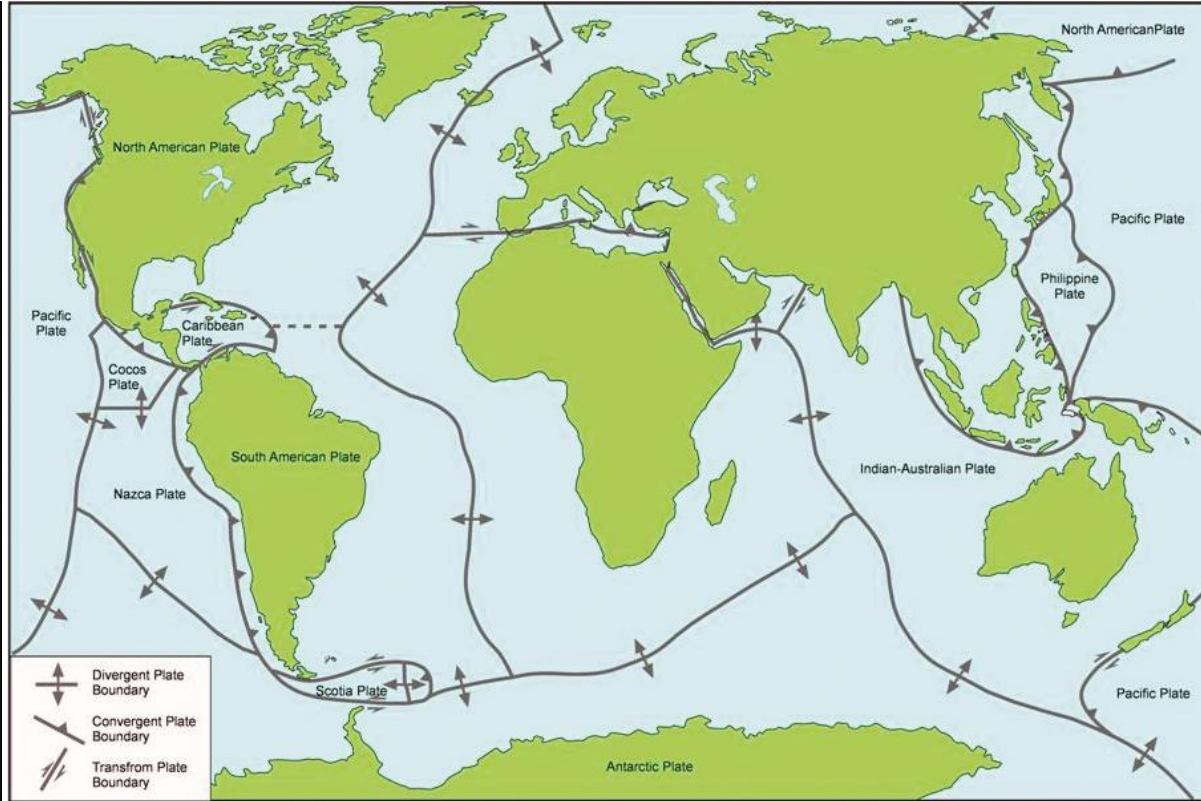 North AmericanPlate
North American Plate
Pacific Plate
Philippine
Plate
Pacific
Plate
Caribbean
Plate
Cocos
Plate
South American Plate
Indian-Australian Plate
Nazca Plate
Scotia Plate
Pacific Plate
Antarctic Plate
Divergent Plate
Boundary
Convergent Plate
Boundary
Transfrom Plate
Boundary